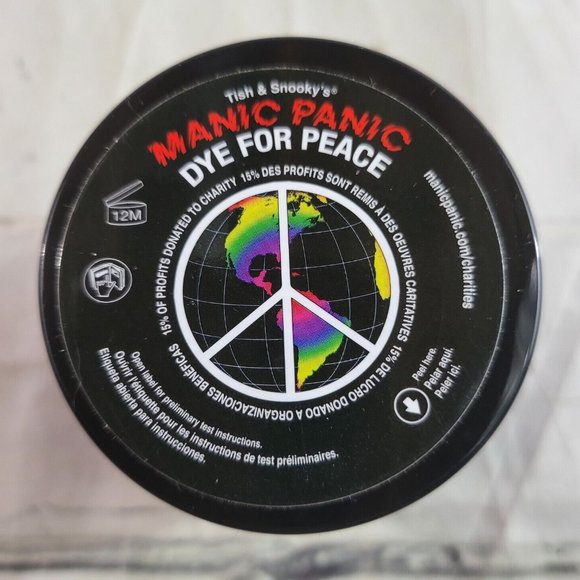 Tish & Snooky's®
MANIC PANIC
DYE FOR PEACE
15% OF PROFITS DONATED TO CHARITY 15% DES PROFITS SONT REMIS À DES OEUVRES CARITATIVES 15% DE LUCRO DONADO A ORGANIZACIONES BENEFICAS
manicpanic.com/charities
12M
Peel here.
Pelar aqui.
Peler ici.
Open label for preliminary test instructions.
Ouvrir l'étiquette pour les instructions de test préliminaires.
Etiqueta abierta para instrucciones.